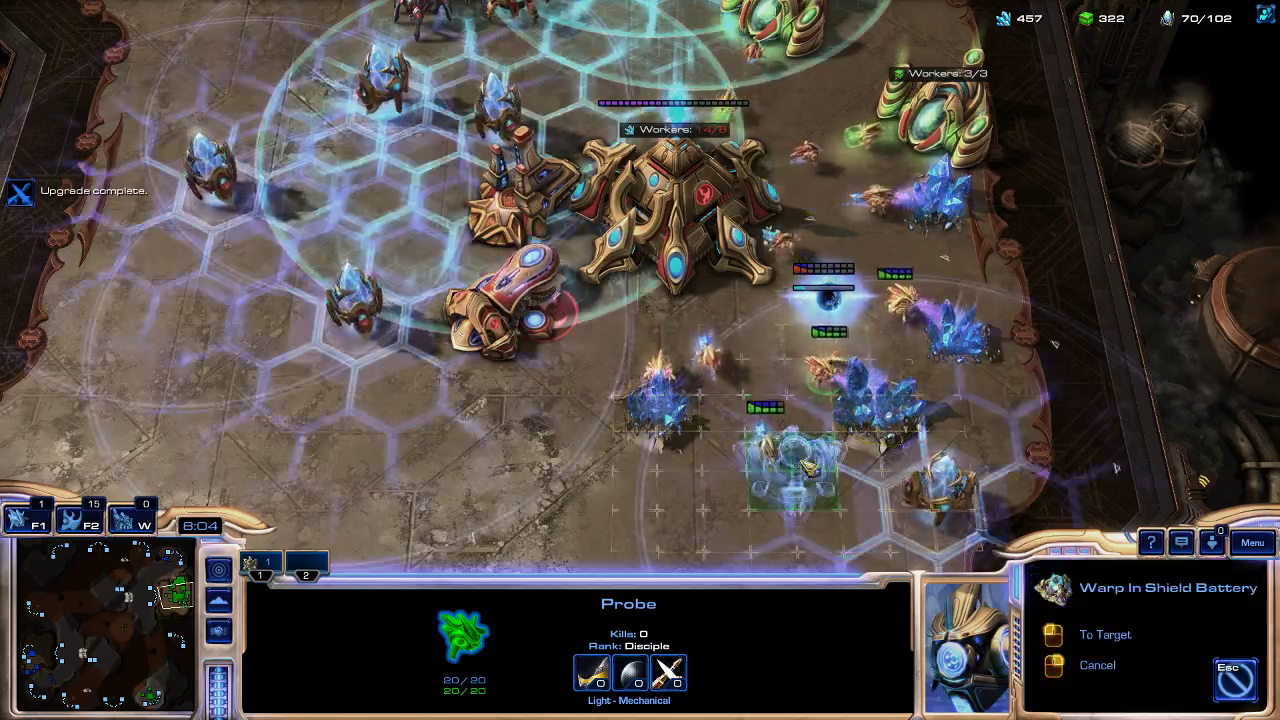 457 322 70/102
Workers: 3/3
Workers: 14/8
Upgrade complete.
1 15 0
F1 F2 W 8:04
0
? Menu
1
1 2
Probe
Kills: 0
Rank: Disciple
0 0 0
20/20
20/20
Light - Mechanical
Warp In Shield Battery
To Target
Cancel
Esc